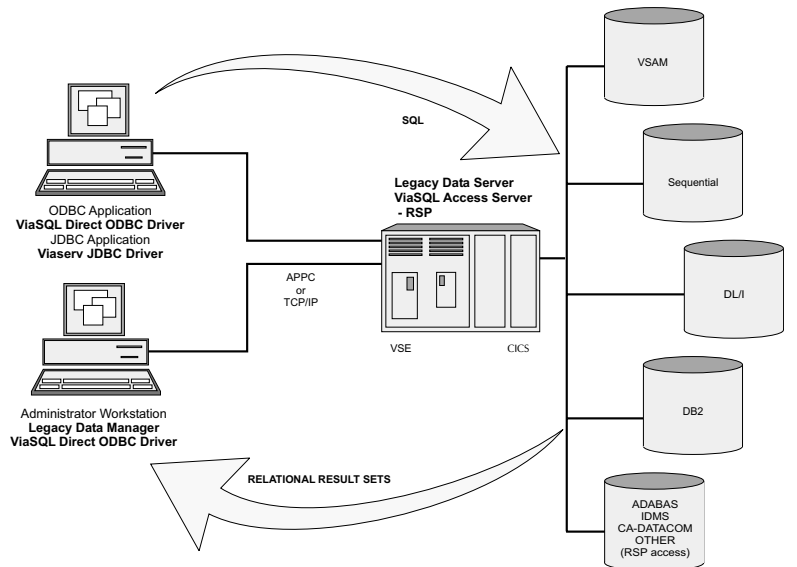 VSAM
SQL
Sequential
Legacy Data Server
ViaSQL Access Server
- RSP
ODBC Application
ViaSQL Direct ODBC Driver
JDBC Application
Viaserv JDBC Driver
APPC
or
TCP/IP
DL/I
VSE
CICS
DB2
Administrator Workstation
Legacy Data Manager
ViaSQL Direct ODBC Driver
RELATIONAL RESULT SETS
ADABAS
IDMS
CA-DATACOM
OTHER
(RSP access)